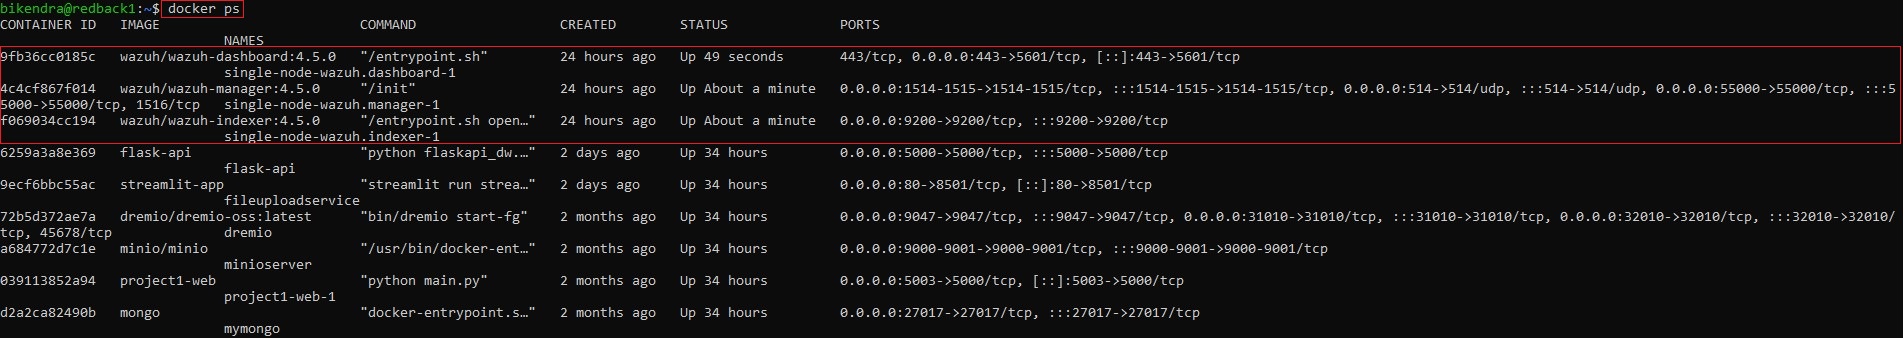 bikendra@redback1:~$ docker ps
CONTAINER ID   IMAGE                         COMMAND                  CREATED        STATUS              PORTS
                            NAMES
9fb36cc0185c   wazuh/wazuh-dashboard:4.5.0   "/entrypoint.sh"         24 hours ago   Up 49 seconds       443/tcp, 0.0.0.0:443->5601/tcp, [::]:443->5601/tcp
                            single-node-wazuh.dashboard-1
4c4cf867f014   wazuh/wazuh-manager:4.5.0     "/init"                  24 hours ago   Up About a minute   0.0.0.0:1514-1515->1514-1515/tcp, :::1514-1515->1514-1515/tcp, 0.0.0.0:514->514/udp, :::514->514/udp, 0.0.0.0:55000->55000/tcp, :::5
5000->55000/tcp, 1516/tcp   single-node-wazuh.manager-1
f069034cc194   wazuh/wazuh-indexer:4.5.0     "/entrypoint.sh open…"   24 hours ago   Up About a minute   0.0.0.0:9200->9200/tcp, :::9200->9200/tcp
                            single-node-wazuh.indexer-1
6259a3a8e369   flask-api                     "python flaskapi_dw.…"   2 days ago     Up 34 hours         0.0.0.0:5000->5000/tcp, :::5000->5000/tcp
                            flask-api
9ecf6bbc55ac   streamlit-app                 "streamlit run strea…"   2 days ago     Up 34 hours         0.0.0.0:80->8501/tcp, [::]:80->8501/tcp
                            fileuploadservice
72b5d372ae7a   dremio/dremio-oss:latest      "bin/dremio start-fg"    2 months ago   Up 34 hours         0.0.0.0:9047->9047/tcp, :::9047->9047/tcp, 0.0.0.0:31010->31010/tcp, :::31010->31010/tcp, 0.0.0.0:32010->32010/tcp, :::32010->32010/
tcp, 45678/tcp              dremio
a684772d7c1e   minio/minio                   "/usr/bin/docker-ent…"   2 months ago   Up 34 hours         0.0.0.0:9000-9001->9000-9001/tcp, :::9000-9001->9000-9001/tcp
                            minioserver
039113852a94   project1-web                  "python main.py"         2 months ago   Up 34 hours         0.0.0.0:5003->5000/tcp, [::]:5003->5000/tcp
                            project1-web-1
d2a2ca82490b   mongo                         "docker-entrypoint.s…"   2 months ago   Up 34 hours         0.0.0.0:27017->27017/tcp, :::27017->27017/tcp
                            mymongo